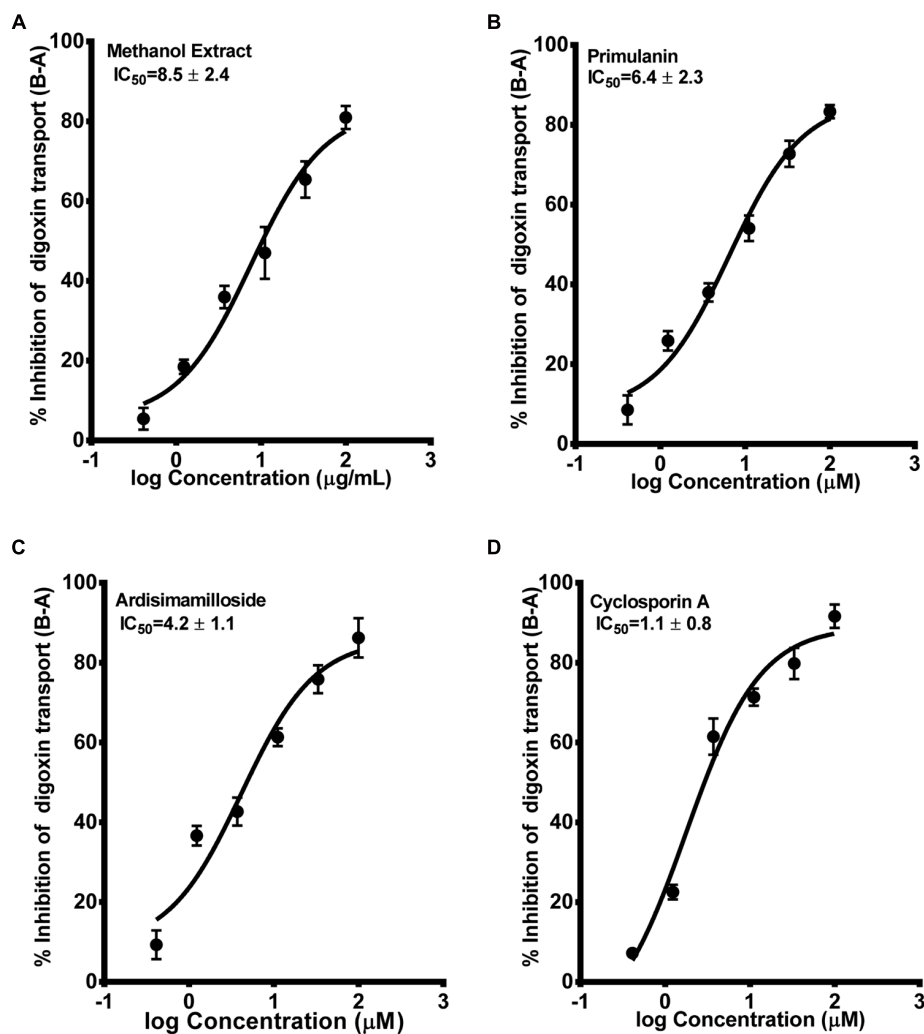 A
Methanol Extract
IC50=8.5 ± 2.4
% Inhibition of digoxin transport (B-A)
100
80
60
40
20
0
-1 0 1 2 3
log Concentration (μg/mL)
B
Primulanin
IC50=6.4 ± 2.3
% Inhibition of digoxin transport (B-A)
100
80
60
40
20
0
-1 0 1 2 3
log Concentration (μM)
C
Ardisimamilloside
IC50=4.2 ± 1.1
% Inhibition of digoxin transport (B-A)
100
80
60
40
20
0
-1 0 1 2 3
log Concentration (μM)
D
Cyclosporin A
IC50=1.1 ± 0.8
% Inhibition of digoxin transport (B-A)
100
80
60
40
20
0
-1 0 1 2 3
log Concentration (μM)